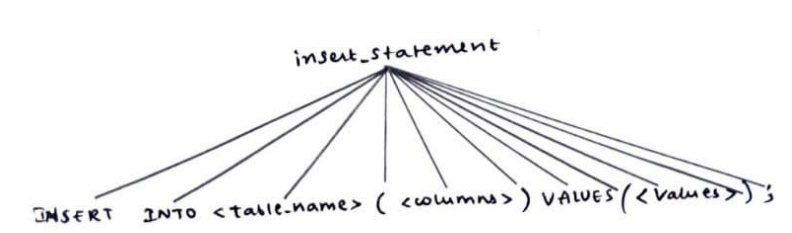 insert_statement
INSERT INTO <table_name> ( <columns> ) VALUES ( <values> ) ;